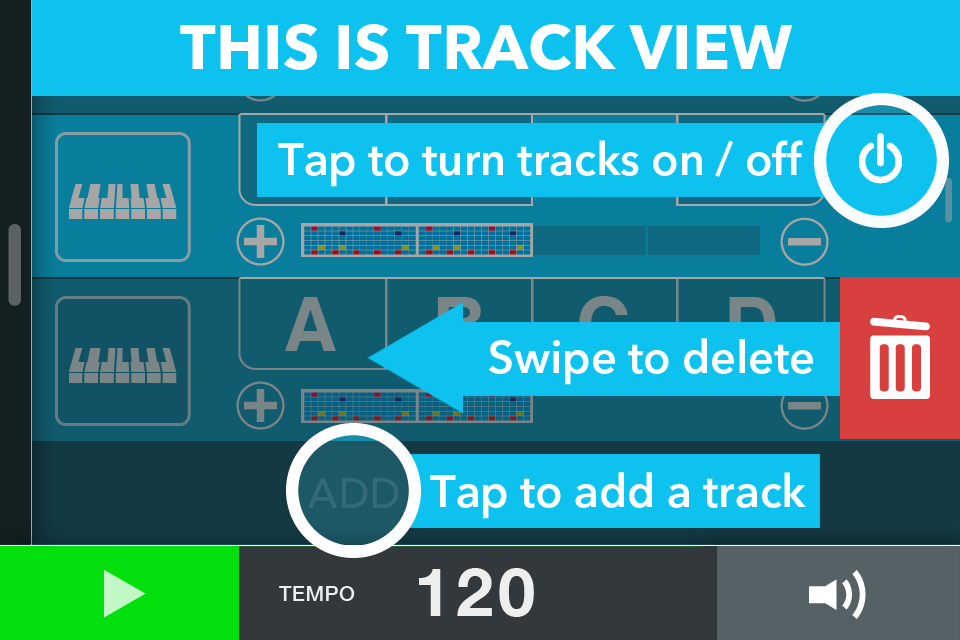 THIS IS TRACK VIEW
Tap to turn tracks on / off
A B C D
Swipe to delete
ADD
Tap to add a track
TEMPO 120